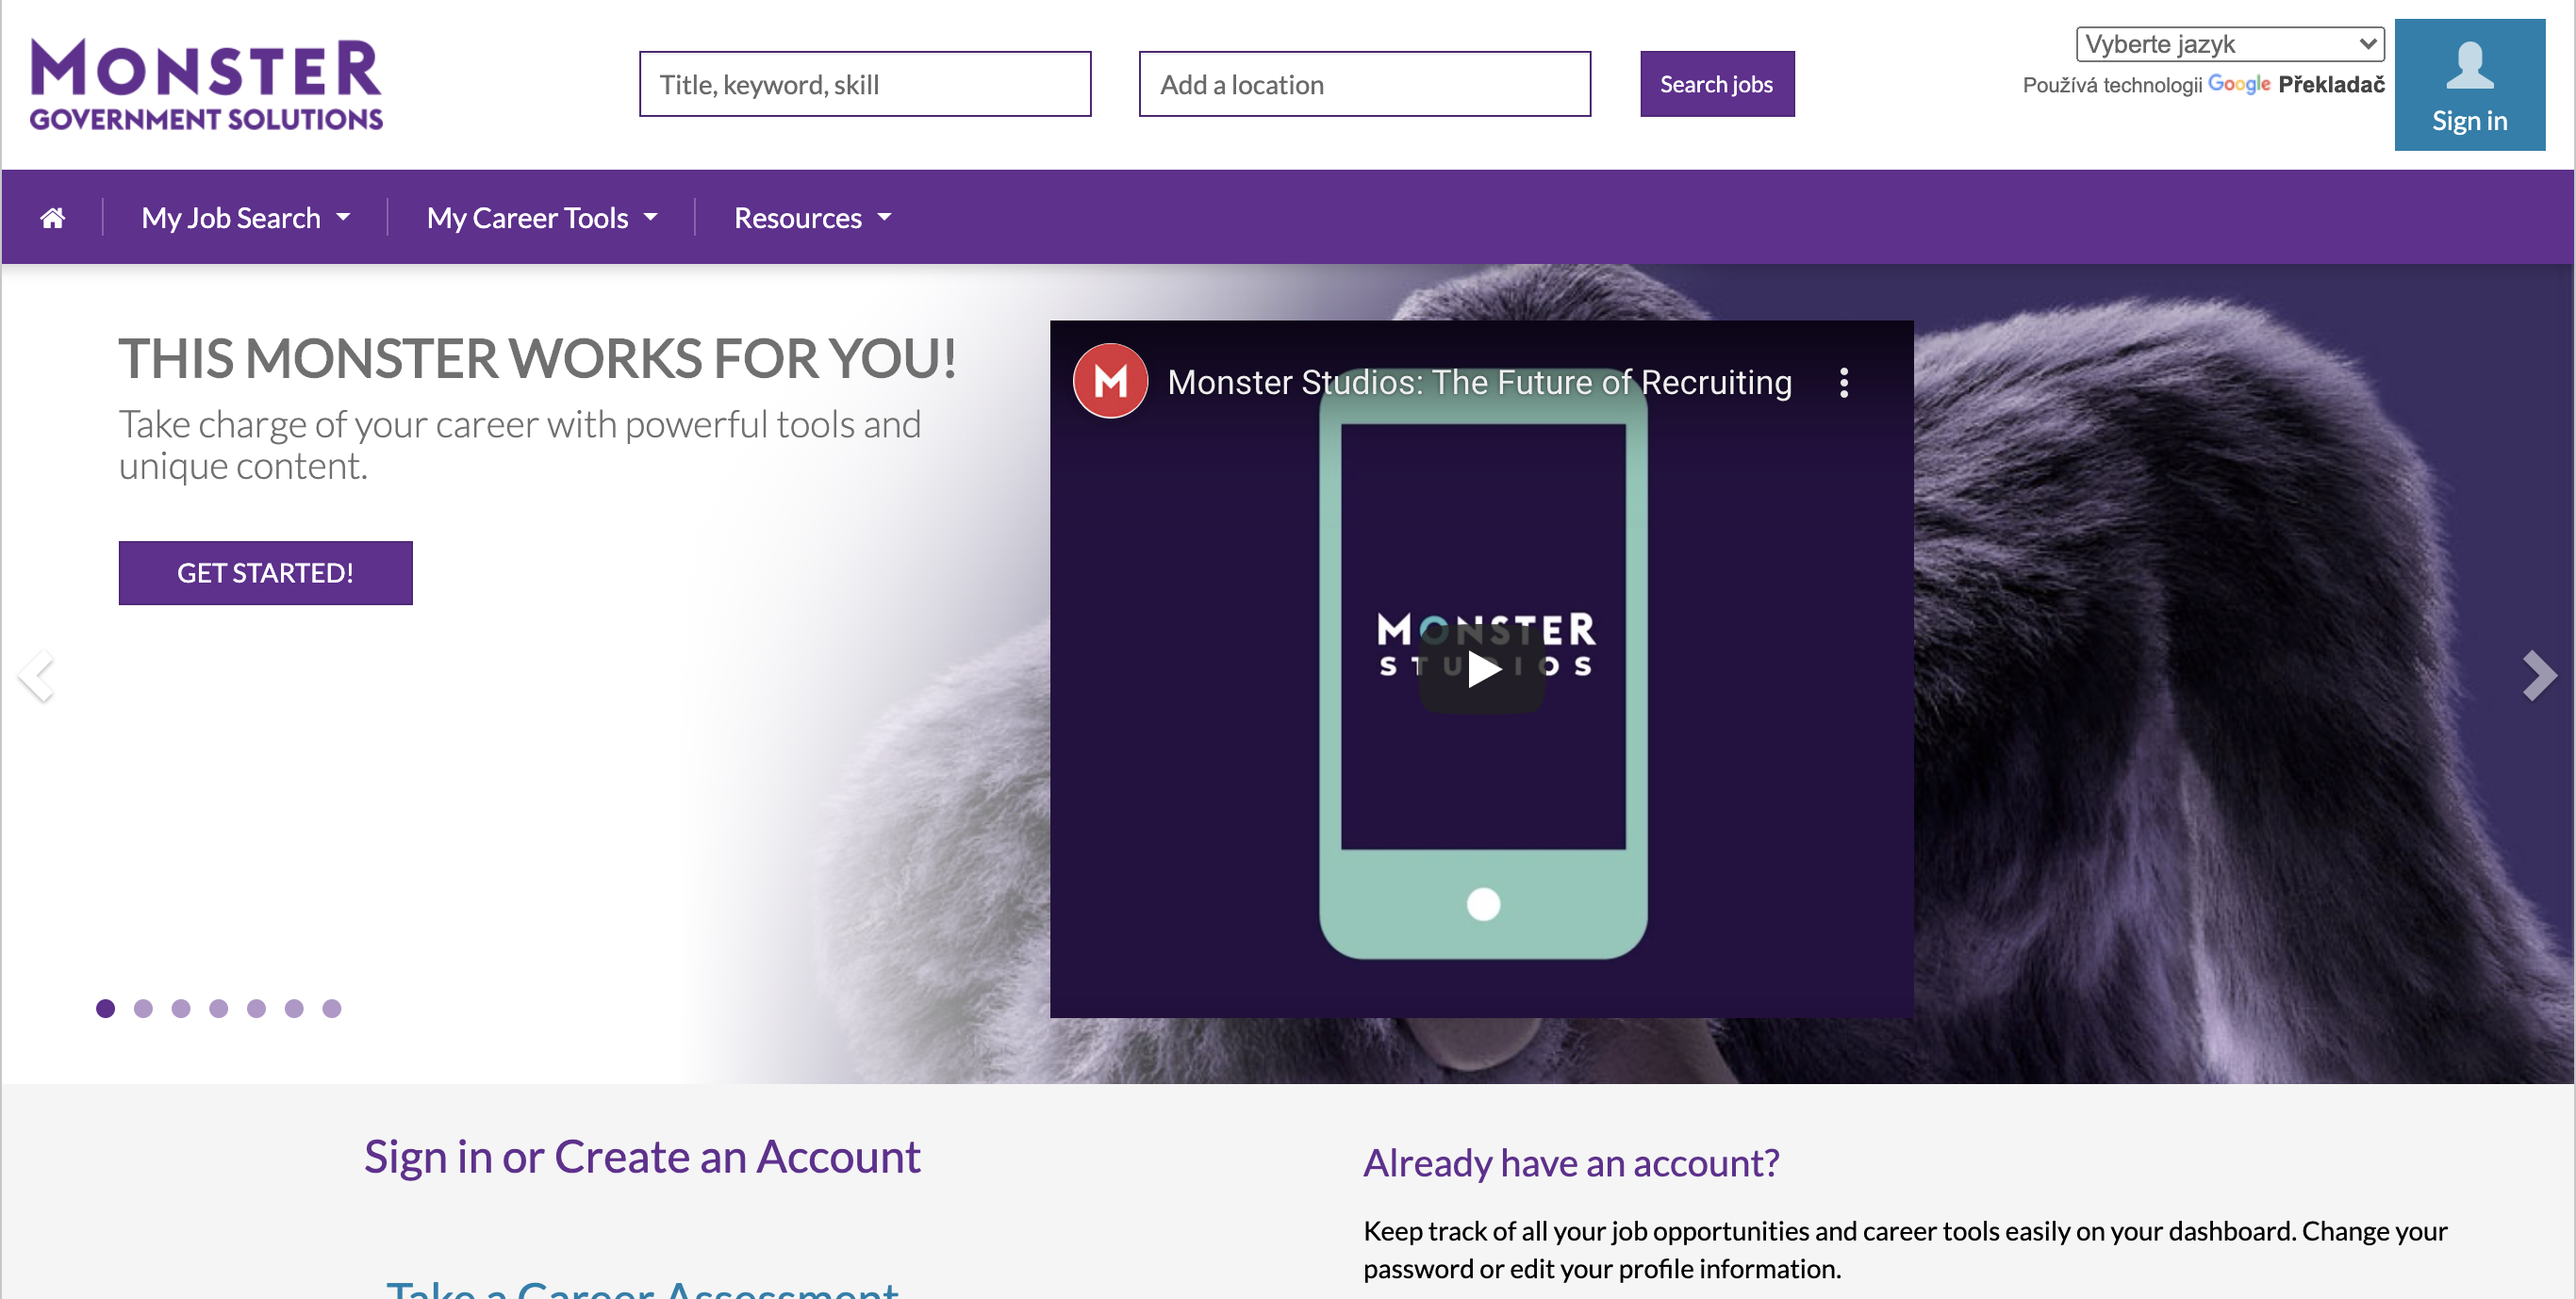 MONSTER
GOVERNMENT SOLUTIONS
Title, keyword, skill
Add a location
Search jobs
Vyberte jazyk
Používá technologii Google Překladač
Sign in
My Job Search
My Career Tools
Resources
THIS MONSTER WORKS FOR YOU!
Take charge of your career with powerful tools and
unique content.
GET STARTED!
M
Monster Studios: The Future of Recruiting
MONSTER
STUDIOS
Sign in or Create an Account
Take a Career Assessment
Already have an account?
Keep track of all your job opportunities and career tools easily on your dashboard. Change your
password or edit your profile information.